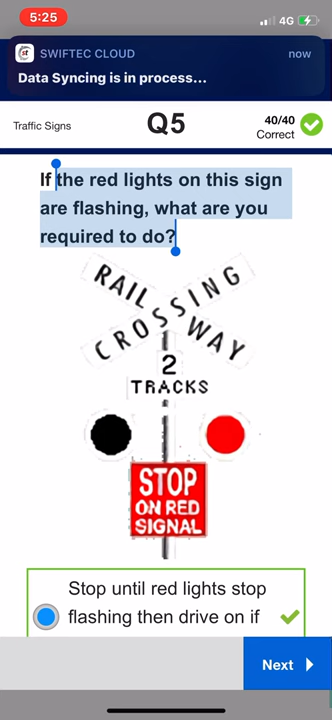 5:25
4G
st
SWIFTEC CLOUD
now
Data Syncing is in process...
Traffic Signs
Q5
40/40
Correct
If the red lights on this sign
are flashing, what are you
required to do?
RAILWAY
CROSSING
2
TRACKS
STOP
ON RED
SIGNAL
Stop until red lights stop
flashing then drive on if
Next